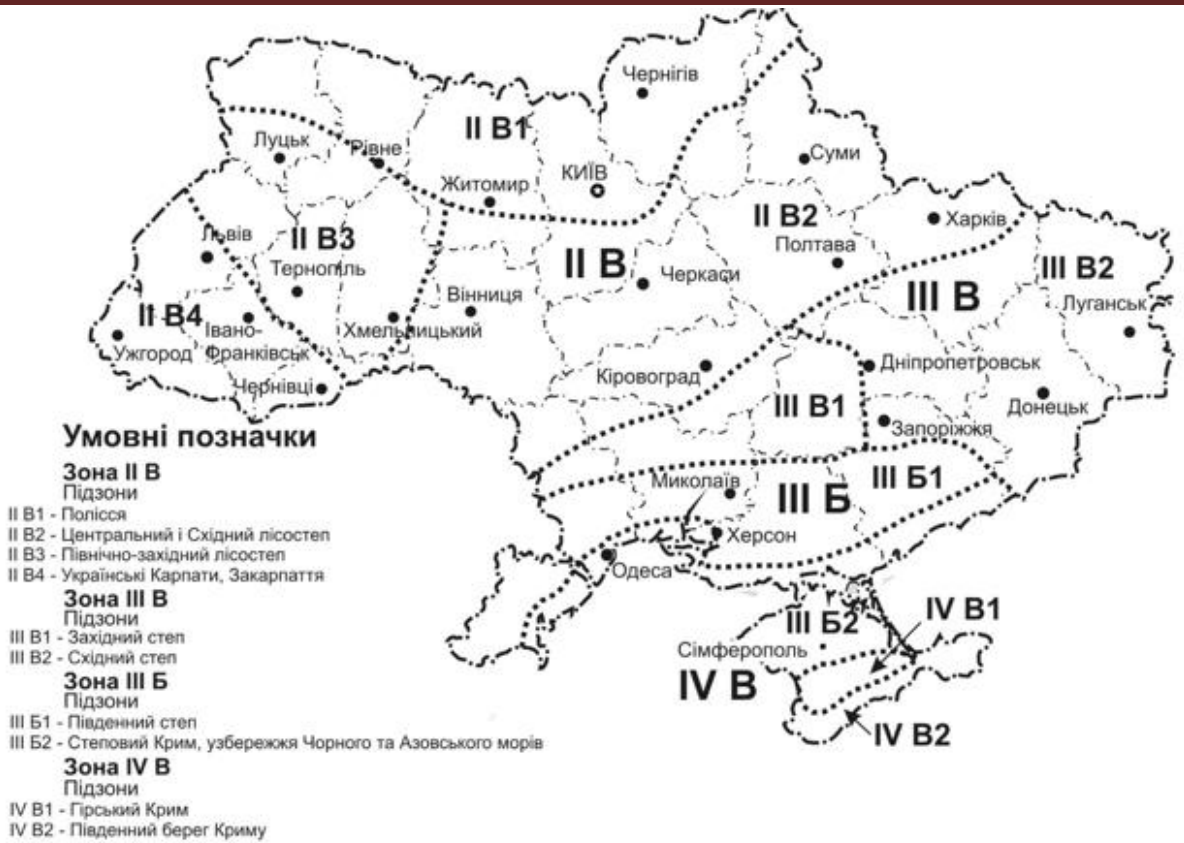 Чернігів
II В1
Луцьк
Рівне
Суми
КИЇВ
Житомир
II В2
Харків
Львів
II В3
Полтава
Тернопіль
II В
Черкаси
III В2
Вінниця
III В
Луганськ
II В4
Івано-
Франківськ
Хмельницький
Ужгород
Дніпропетровськ
Кіровоград
Чернівці
III В1
Донецьк
Запоріжжя
Умовні позначки
Зона II В
Підзони
II В1 - Полісся
II В2 - Центральний і Східний лісостеп
II В3 - Північно-західний лісостеп
II В4 - Українські Карпати, Закарпаття
Зона III В
Підзони
III В1 - Західний степ
III В2 - Східний степ
Зона III Б
Підзони
III Б1 - Південний степ
III Б2 - Степовий Крим, узбережжя Чорного та Азовського морів
Зона IV В
Підзони
IV В1 - Гірський Крим
IV В2 - Південний берег Криму
Миколаїв
III Б
III Б1
Херсон
Одеса
III Б2
IV В1
Сімферополь
IV В
IV В2